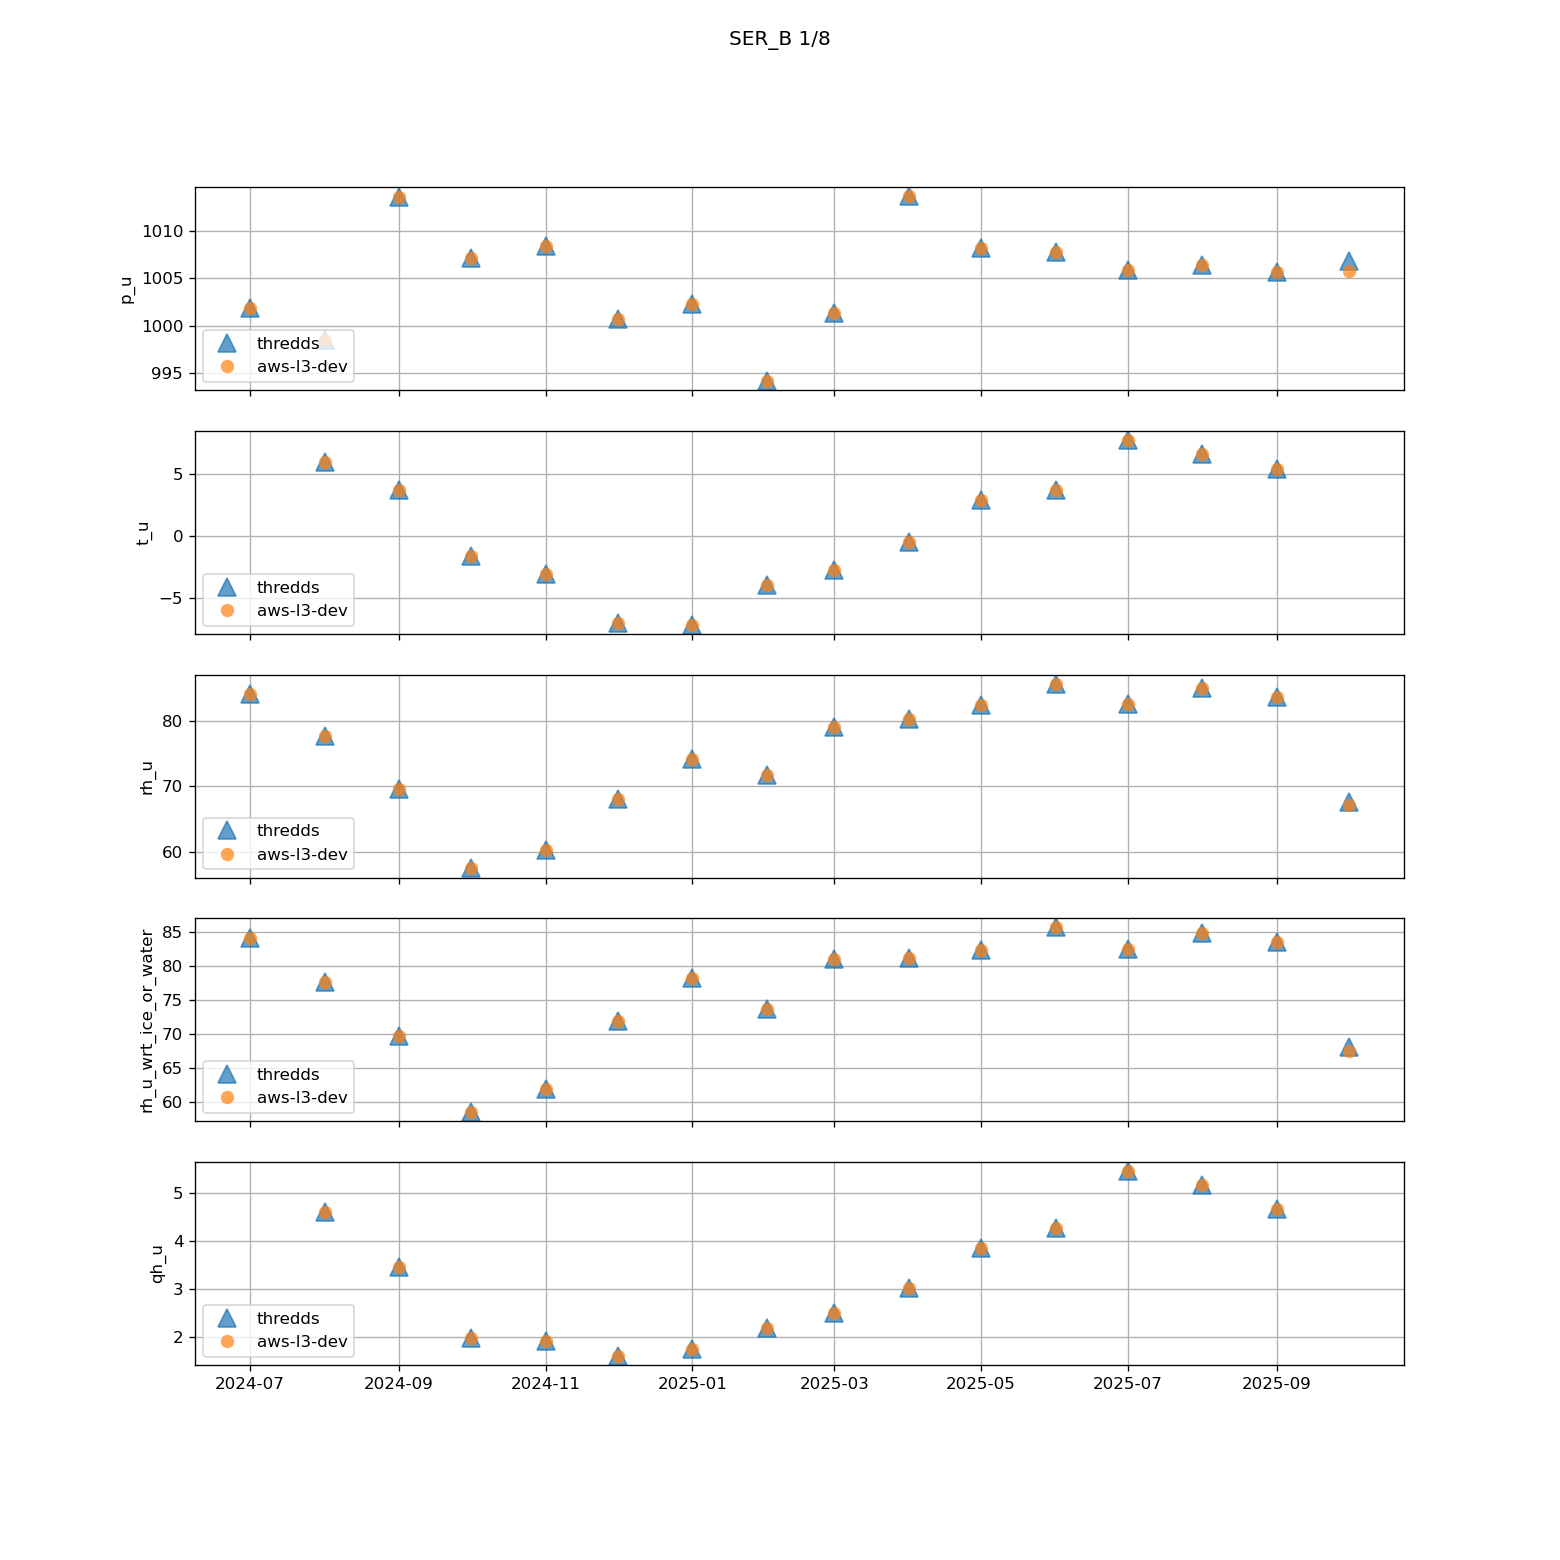 SER_B 1/8
1010
1005
1000
995
p_u
thredds
aws-l3-dev
5
0
−5
t_u
thredds
aws-l3-dev
80
70
60
rh_u
thredds
aws-l3-dev
85
80
75
70
65
60
rh_u_wrt_ice_or_water
thredds
aws-l3-dev
5
4
3
2
qh_u
thredds
aws-l3-dev
2024-07 2024-09 2024-11 2025-01 2025-03 2025-05 2025-07 2025-09